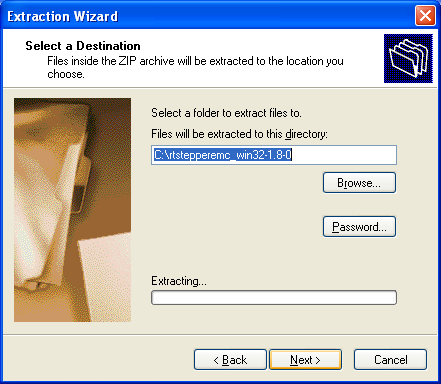 Extraction Wizard
Select a Destination
Files inside the ZIP archive will be extracted to the location you
choose.
Select a folder to extract files to.
Files will be extracted to this directory:
C:\rtstepperemc_win32-1.8-0
Browse...
Password...
Extracting...
< Back
Next >
Cancel